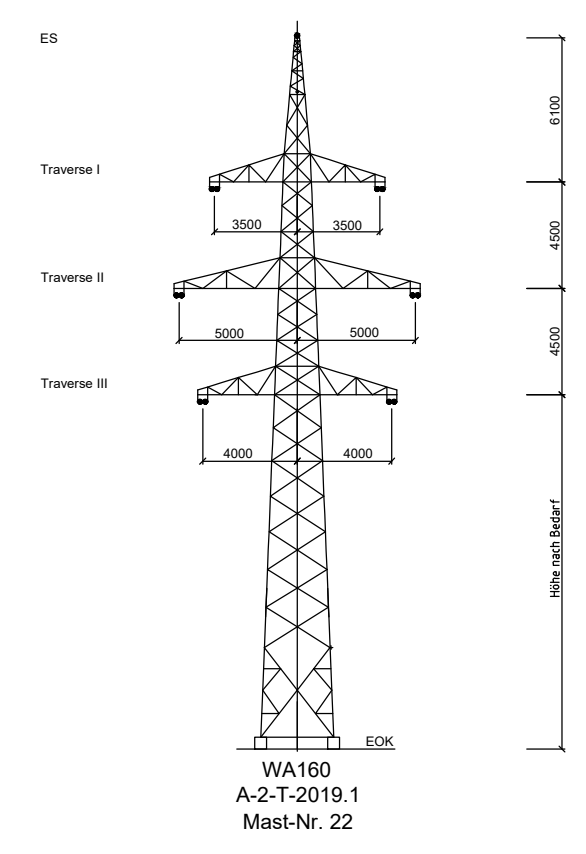 ES
6100
Traverse I
3500 3500
4500
Traverse II
5000 5000
4500
Traverse III
4000 4000
Höhe nach Bedarf
EOK
WA160
A-2-T-2019.1
Mast-Nr. 22